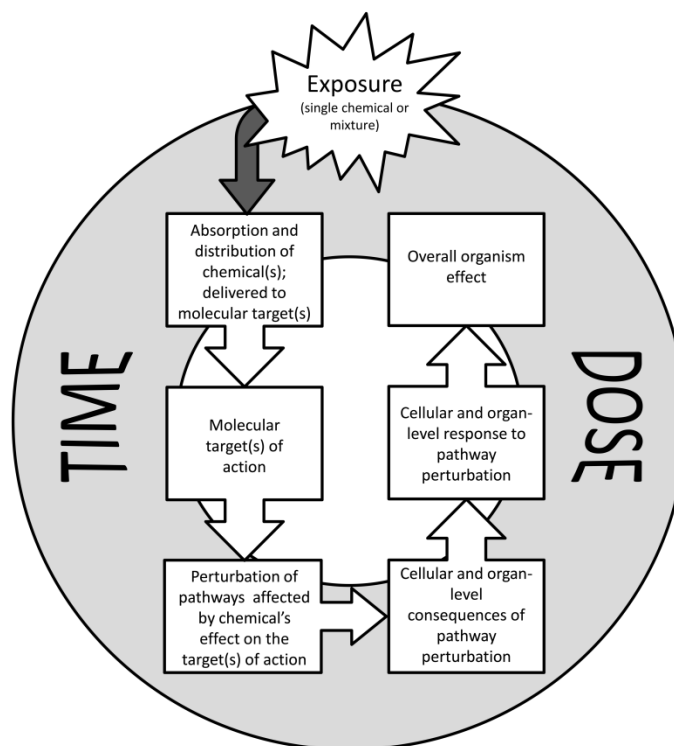 Exposure
(single chemical or
mixture)
Absorption and
distribution of
chemical(s);
delivered to
molecular target(s)
Molecular
target(s) of
action
Perturbation of
pathways affected
by chemical's
effect on the
target(s) of action
Cellular and organ-
level
consequences of
pathway
perturbation
Cellular and organ-
level response to
pathway
perturbation
Overall organism
effect
TIME
DOSE